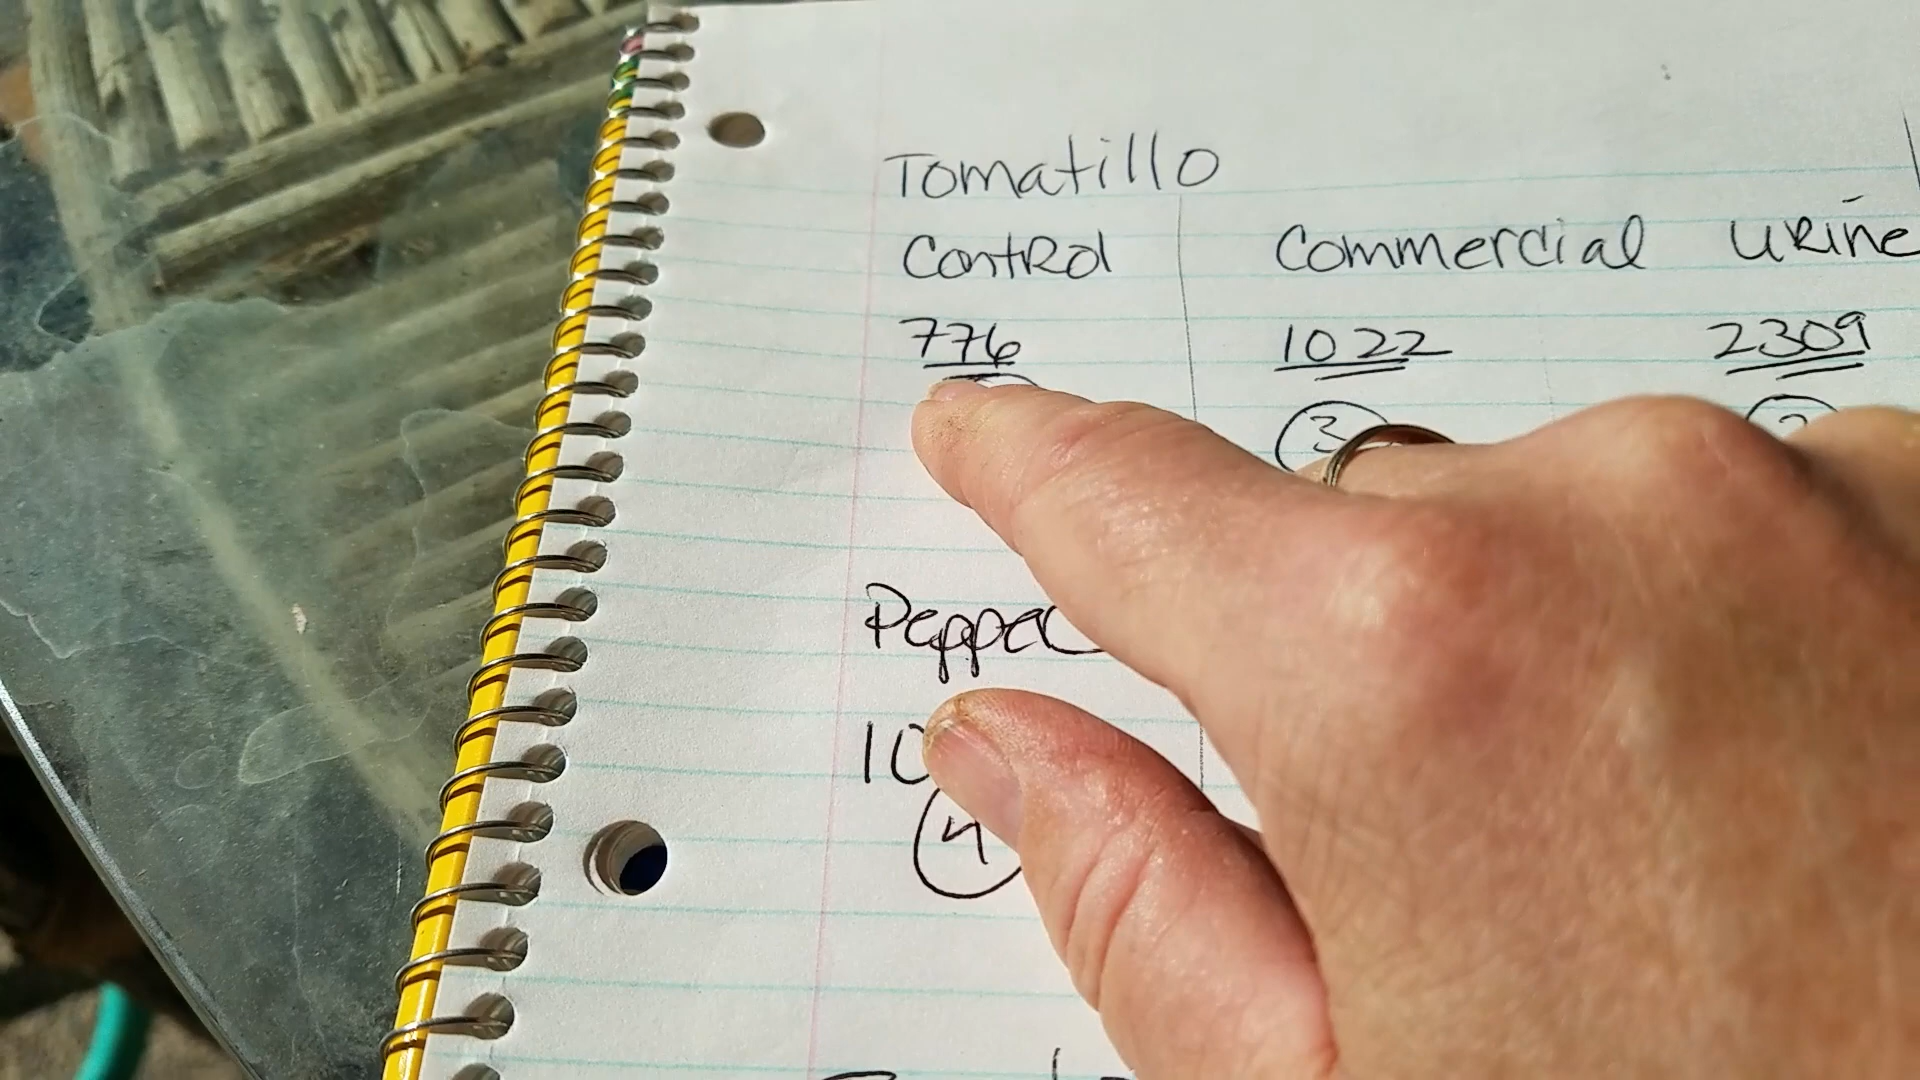 Tomatillo
Control Commercial Urine
776 1022 2309
3
Pepper
4